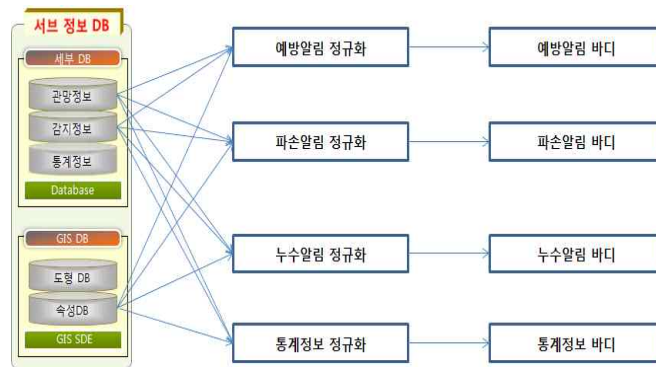 서브 정보 DB
세부 DB
관망정보
감지정보
통계정보
Database
GIS DB
도형 DB
속성DB
GIS SDE
예방알림 정규화
예방알림 바디
파손알림 정규화
파손알림 바디
누수알림 정규화
누수알림 바디
통계정보 정규화
통계정보 바디